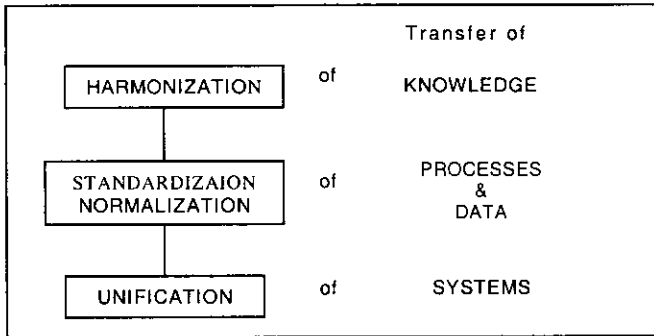 Transfer of
HARMONIZATION of KNOWLEDGE
STANDARDIZAION of PROCESSES
NORMALIZATION &
DATA
UNIFICATION of SYSTEMS